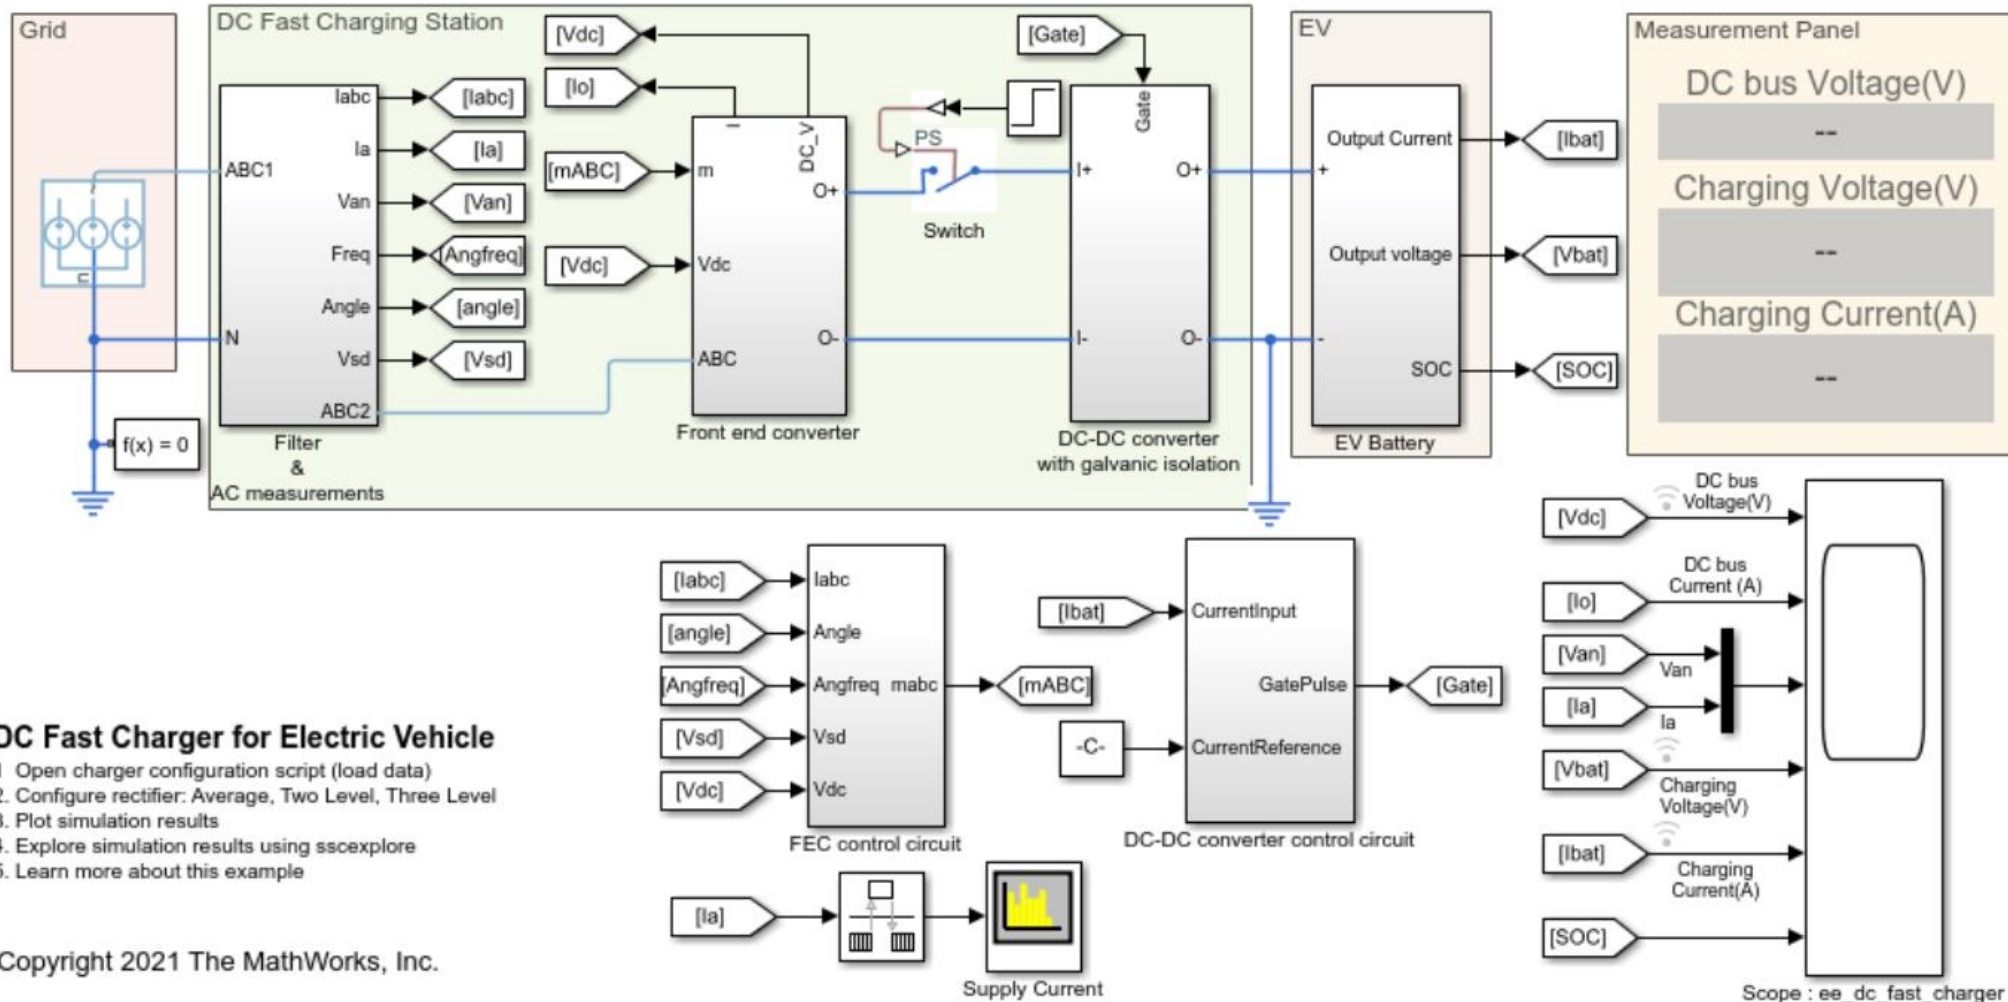 Grid
DC Fast Charging Station
EV
Measurement Panel
[Vdc]
[Gate]
DC bus Voltage(V)
--
[Io]
Iabc
[Iabc]
Ia
[Ia]
ABC1
Van
[Van]
Freq
[Angfreq]
Angle
[angle]
N
Vsd
[Vsd]
ABC2
Filter
&
AC measurements
f(x) = 0
n
[mABC]
m
I
DC_V
O+
[Vdc]
Vdc
O-
ABC
Front end converter
PS
Switch
Gate
I+
O+
I-
O-
DC-DC converter
with galvanic isolation
Output Current
[Ibat]
+
Output voltage
[Vbat]
-
SOC
[SOC]
EV Battery
Charging Voltage(V)
--
Charging Current(A)
--
[Iabc]
Iabc
[angle]
Angle
[Angfreq]
Angfreq mabc
[mABC]
[Vsd]
Vsd
[Vdc]
Vdc
FEC control circuit
[Ibat]
CurrentInput
GatePulse
[Gate]
-C-
CurrentReference
DC-DC converter control circuit
[Vdc]
DC bus
Voltage(V)
[Io]
DC bus
Current (A)
[Van]
Van
[Ia]
Ia
[Vbat]
Charging
Voltage(V)
[Ibat]
Charging
Current(A)
[SOC]
Scope : ee_dc_fast_charger
DC Fast Charger for Electric Vehicle
1 Open charger configuration script (load data)
2. Configure rectifier: Average, Two Level, Three Level
3. Plot simulation results
4. Explore simulation results using sscexplore
5. Learn more about this example
[Ia]
Supply Current
Copyright 2021 The MathWorks, Inc.